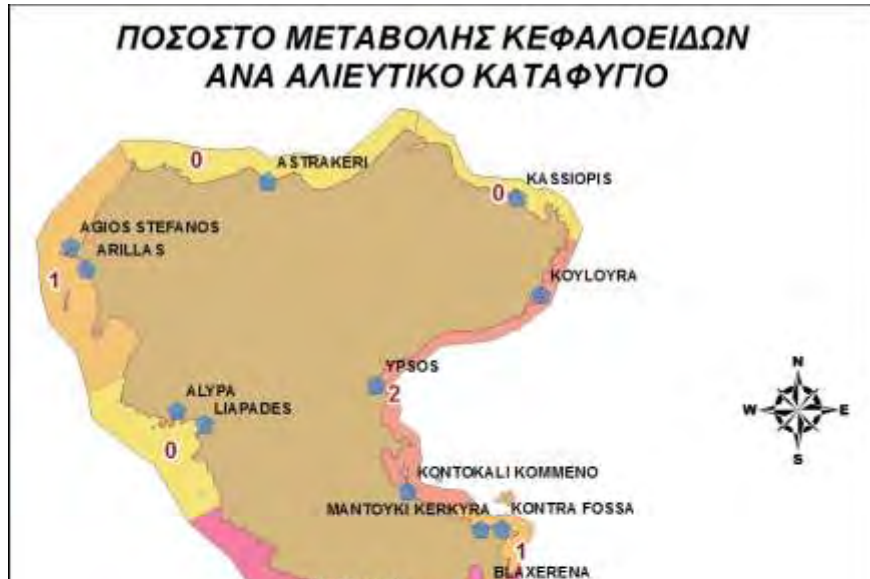 ΠΟΣΟΣΤΟ ΜΕΤΑΒΟΛΗΣ ΚΕΦΑΛΟΕΙΔΩΝ
ΑΝΑ ΑΛΙΕΥΤΙΚΟ ΚΑΤΑΦΥΓΙΟ
0
ASTRAKERI
KASSIOPIS
0
AGIOS STEFANOS
ARILLAS
1
KOYLOYRA
N
YPSOS
2
W
E
ALYPA
LIAPADES
S
0
KONTOKALI KOMMENO
MANTOYKI KERKYRA
KONTRA FOSSA
1
BLAXERENA